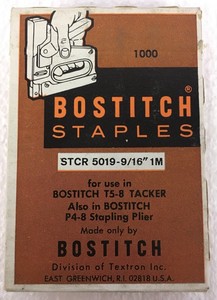 1000
BOSTITCH®
STAPLES
STCR 5019-9/16" 1M
for use in
BOSTITCH T5-8 TACKER
Also in BOSTITCH
P4-8 Stapling Plier
Made only by
BOSTITCH
Division of Textron Inc.
EAST GREENWICH, R.I. 02818 U.S.A.